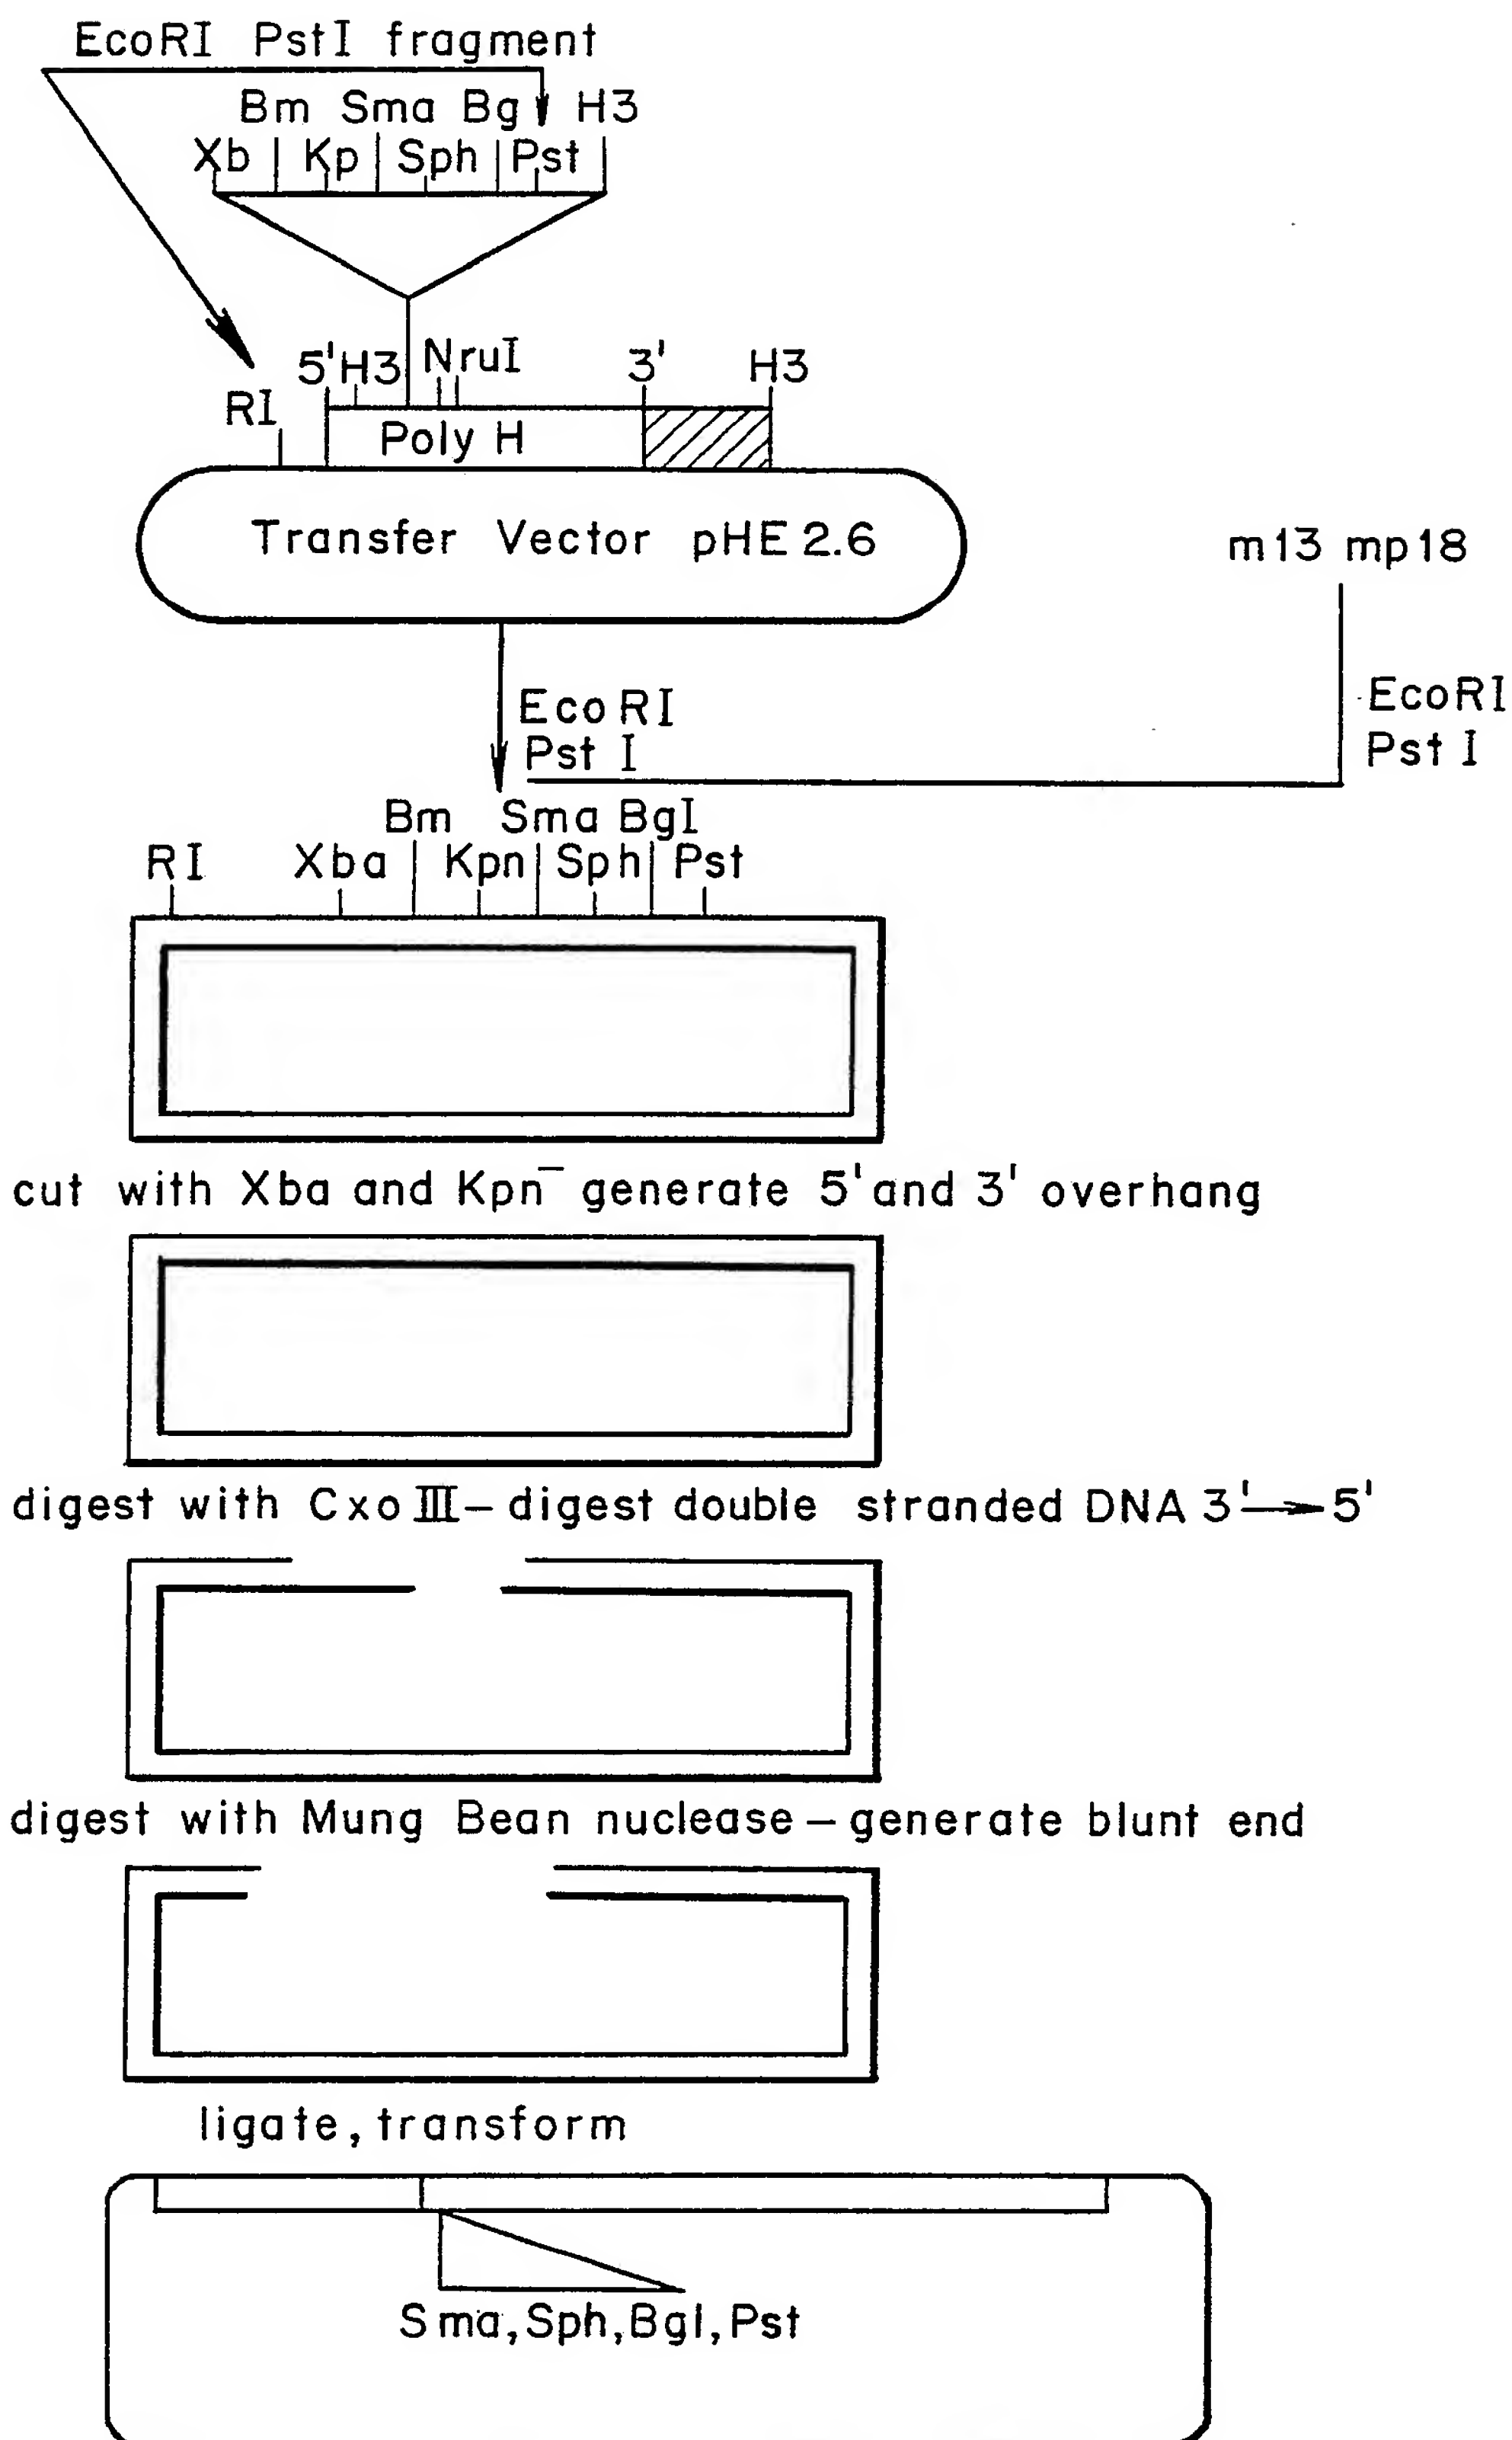 EcoRI PstI fragment
Bm Sma Bg H3
Xb Kp Sph Pst
5' H3 NruI 3' H3
RI
Poly H
Transfer Vector pHE 2.6
m13 mp18
EcoRI
Pst I
EcoRI
Pst I
Bm Sma BgI
RI Xba Kpn Sph Pst
cut with Xba and Kpn– generate 5' and 3' overhang
digest with Cxo III – digest double stranded DNA 3' → 5'
digest with Mung Bean nuclease – generate blunt end
ligate, transform
Sma, Sph, Bgl, Pst